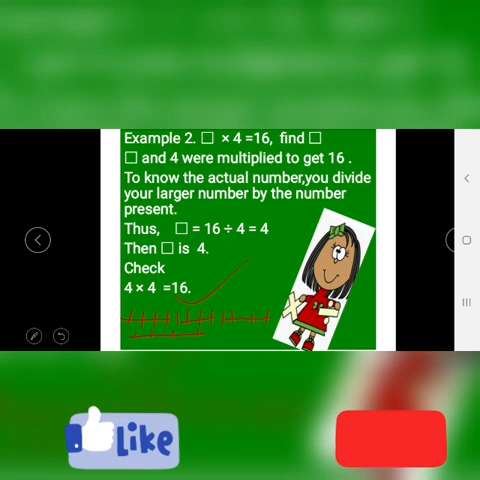 Example 2. □ × 4 =16, find □
□ and 4 were multiplied to get 16 .
To know the actual number,you divide
your larger number by the number
present.
Thus, □ = 16 ÷ 4 = 4
Then □ is 4.
Check
4 × 4 =16.
Like